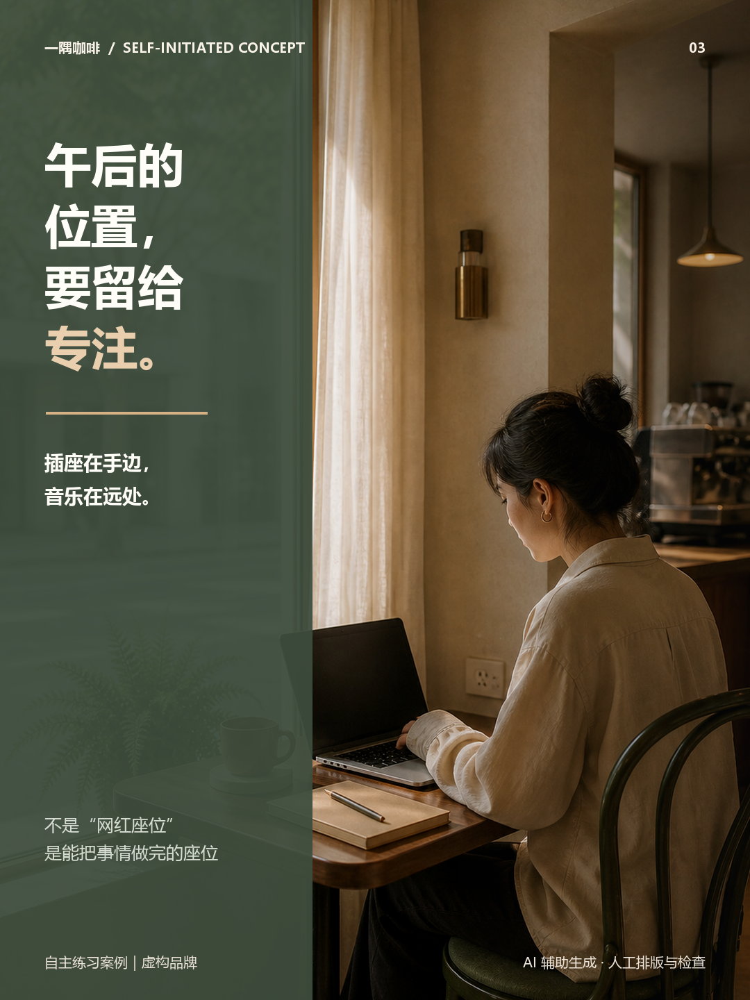 一隅咖啡 / SELF-INITIATED CONCEPT
03
午后的
位置，
要留给
专注。
插座在手边，
音乐在远处。
不是“网红座位”
是能把事情做完的座位
自主练习案例｜虚构品牌
AI 辅助生成 · 人工排版与检查